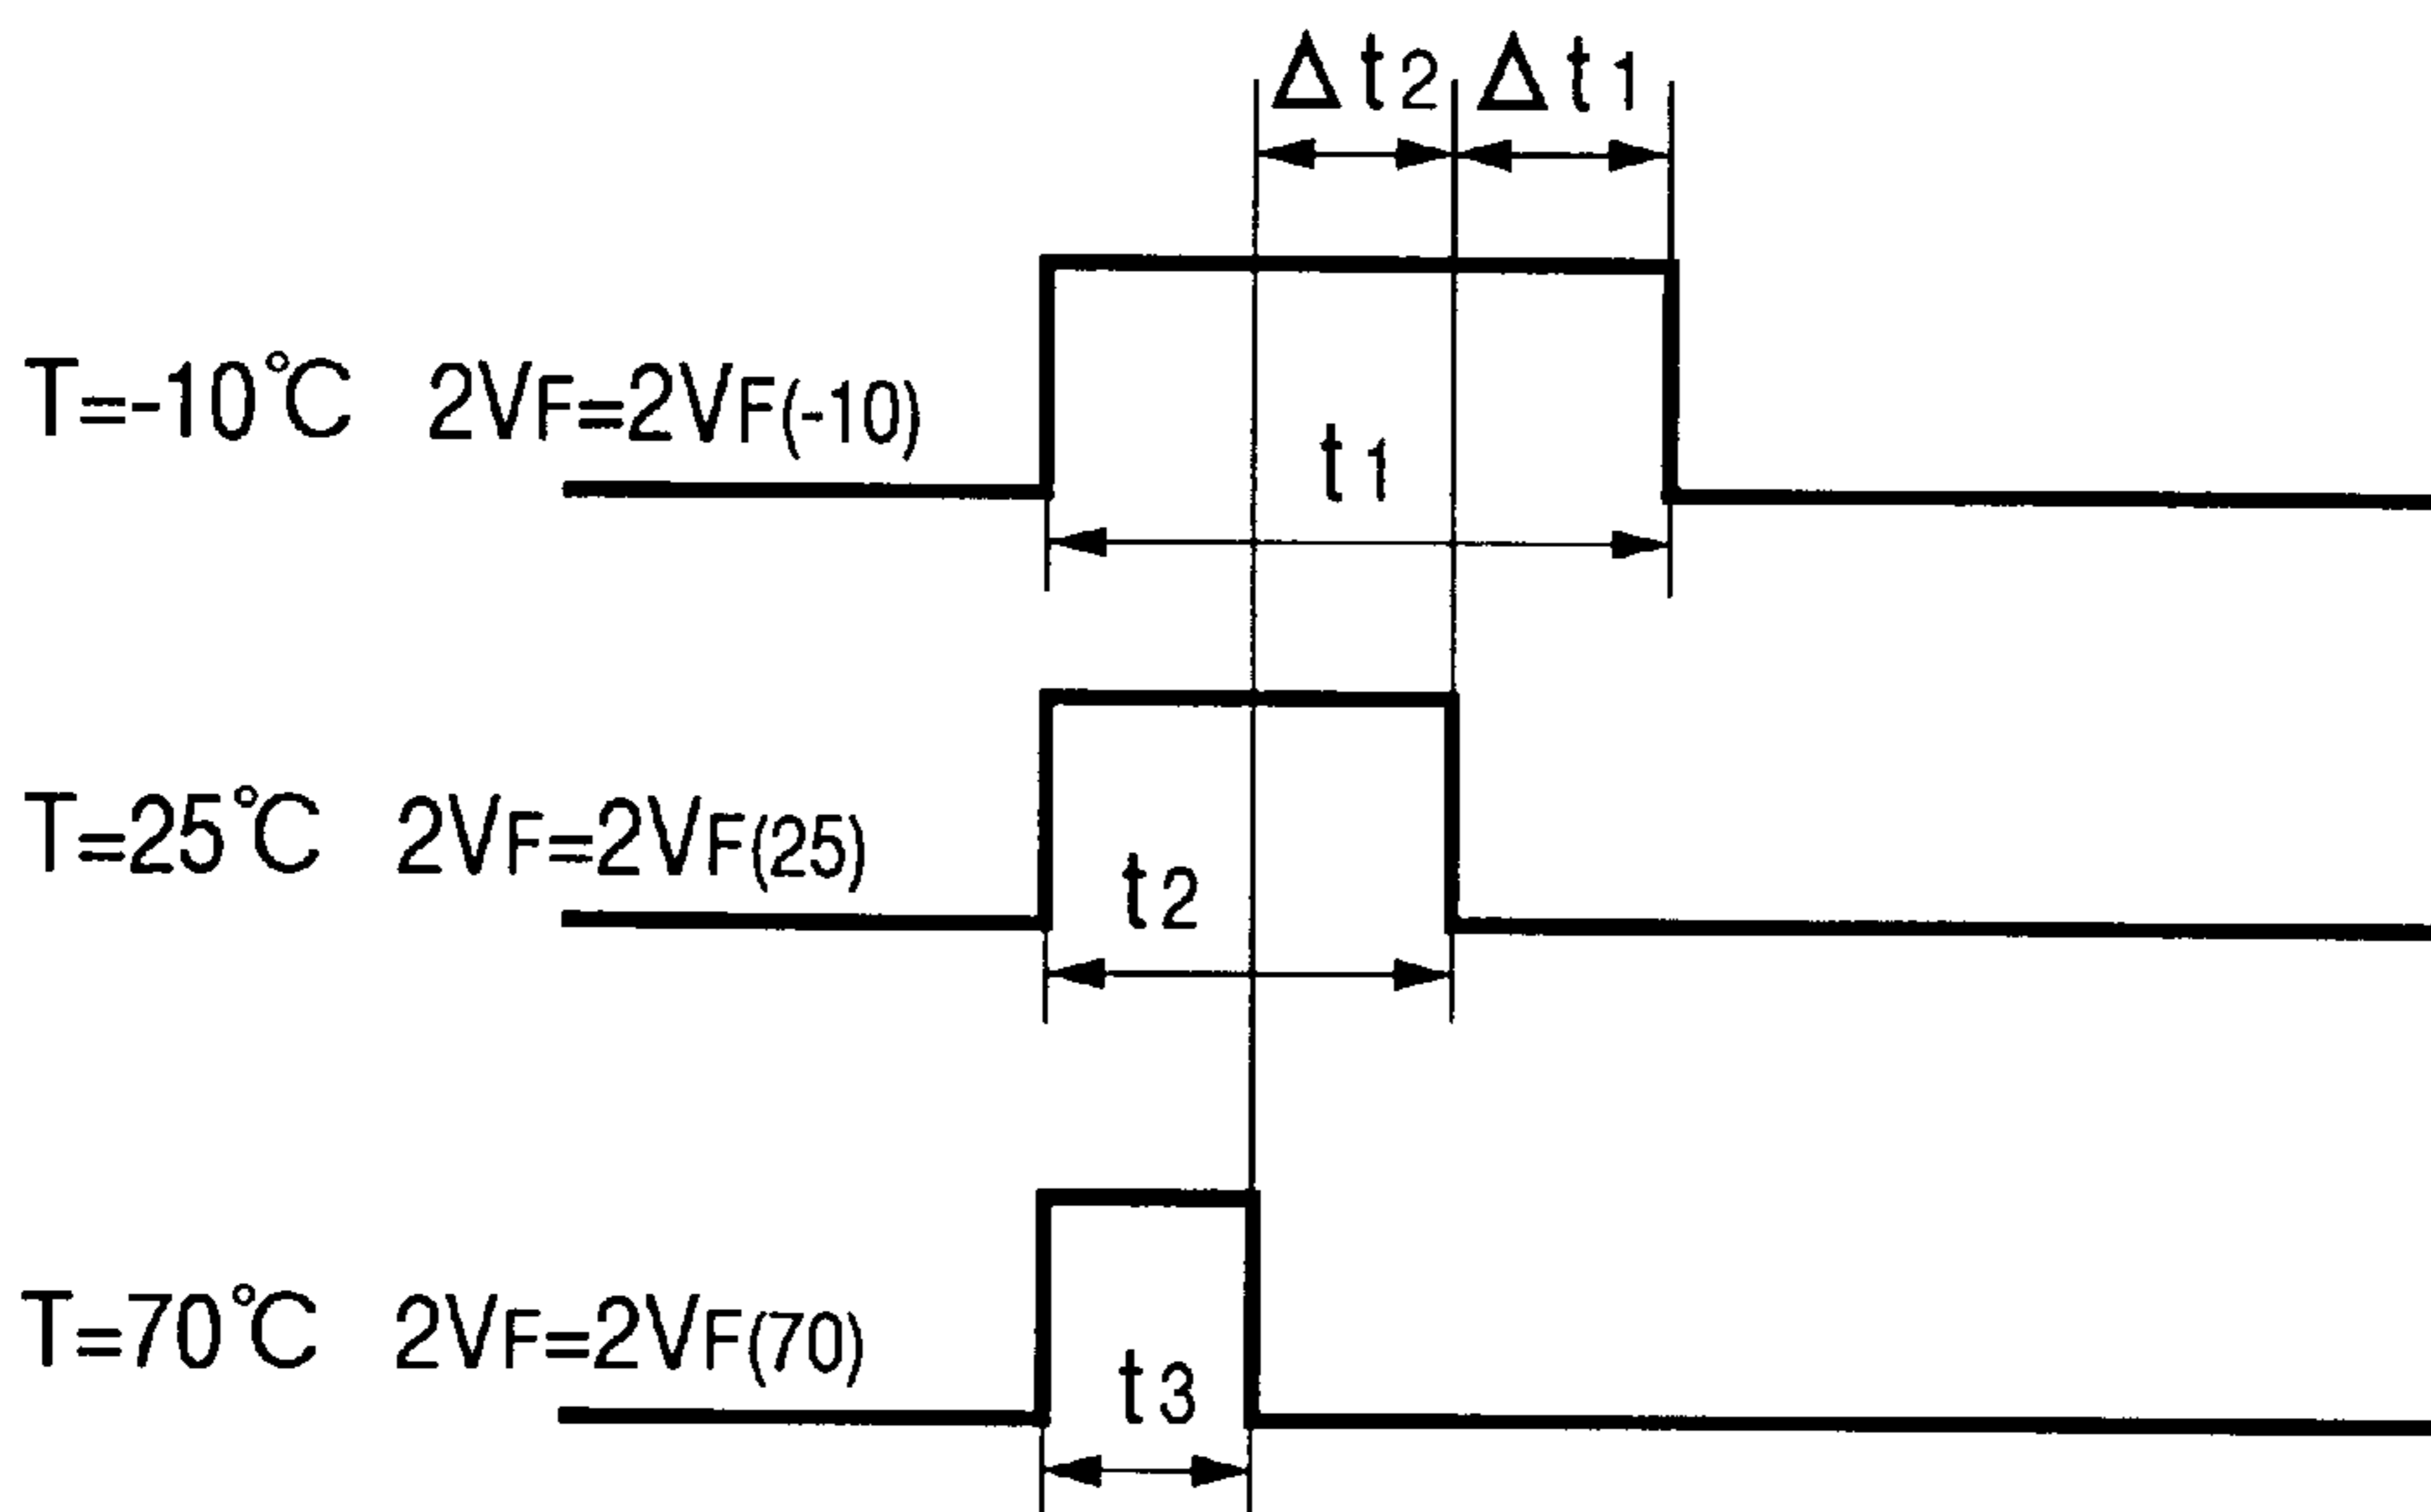 Δt2 Δt1
T=-10℃ 2VF=2VF(-10)
t1
T=25℃ 2VF=2VF(25)
t2
T=70℃ 2VF=2VF(70)
t3